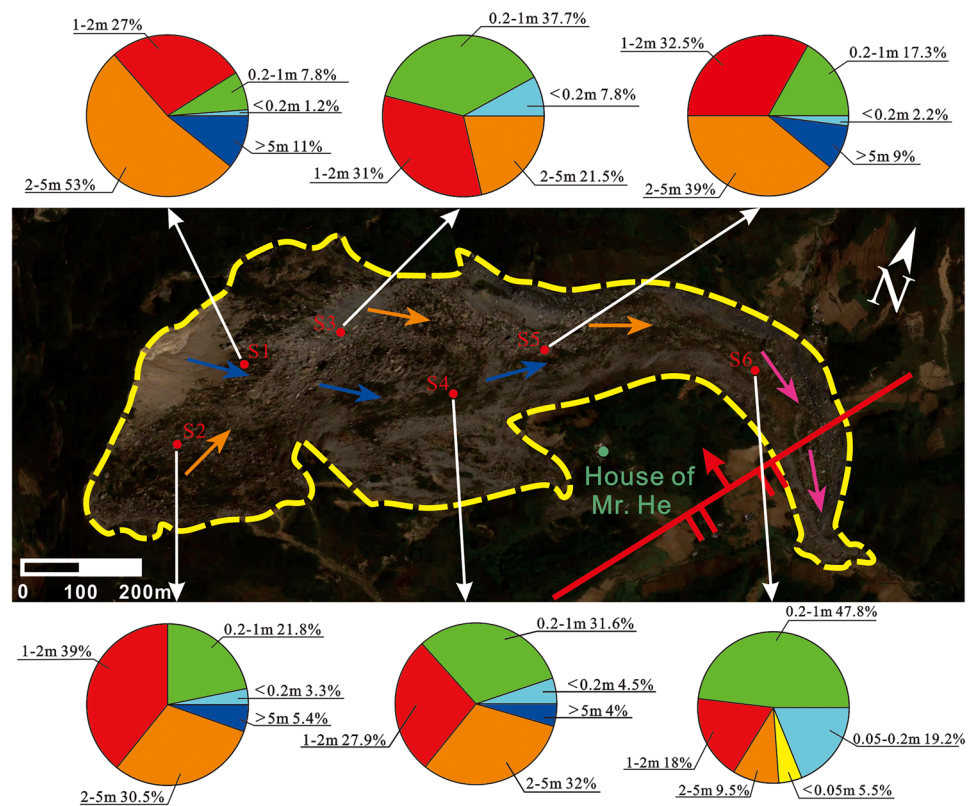 1-2m 27%
0.2-1m 7.8%
<0.2m 1.2%
>5m 11%
2-5m 53%
0.2-1m 37.7%
<0.2m 7.8%
1-2m 31%
2-5m 21.5%
1-2m 32.5%
0.2-1m 17.3%
<0.2m 2.2%
>5m 9%
2-5m 39%
N
S1
S2
S3
S4
S5
S6
House of
Mr. He
0 100 200m
0.2-1m 21.8%
1-2m 39%
<0.2m 3.3%
>5m 5.4%
2-5m 30.5%
0.2-1m 31.6%
<0.2m 4.5%
>5m 4%
1-2m 27.9%
2-5m 32%
0.2-1m 47.8%
0.05-0.2m 19.2%
1-2m 18%
2-5m 9.5%
<0.05m 5.5%